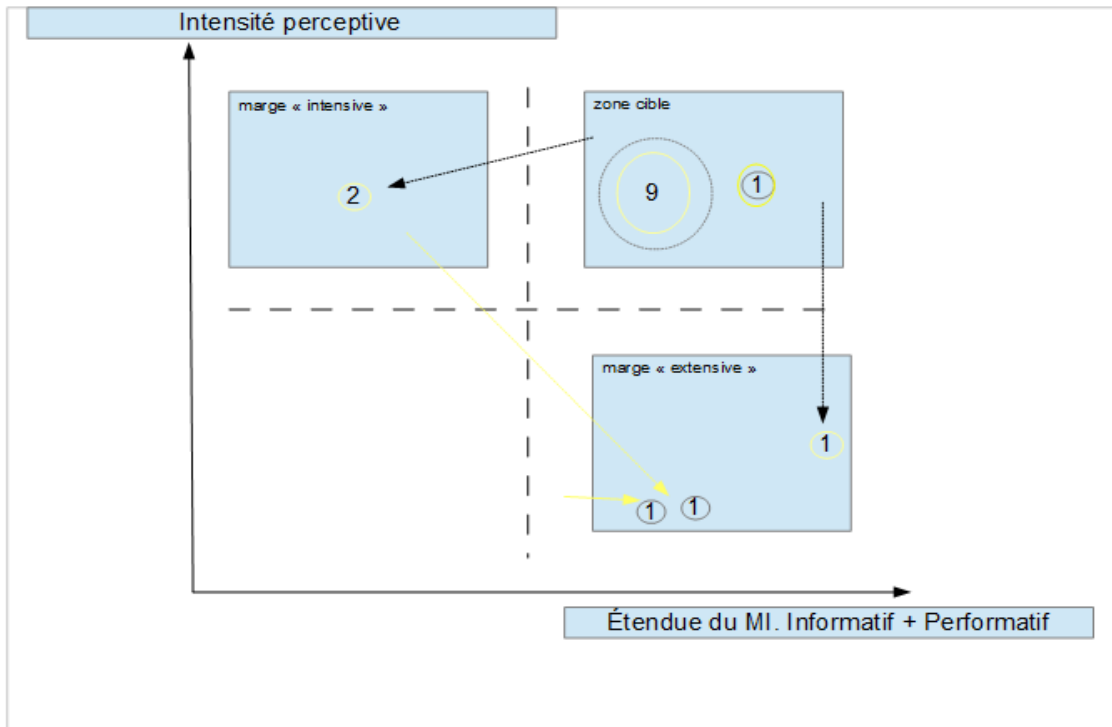 Intensité perceptive
marge « intensive »
zone cible
2
9
1
marge « extensive »
1
1
1
Étendue du MI. Informatif + Performatif